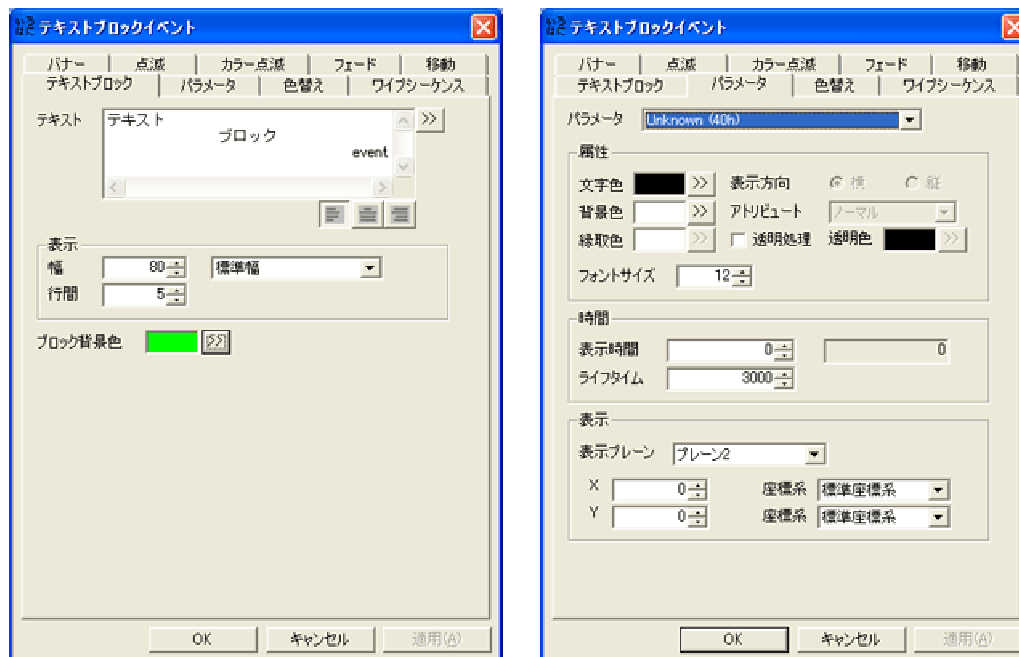 テキストブロックイベント
バナー 点滅 カラー点滅 フェード 移動
テキストブロック パラメータ 色替え ワイプシーケンス
テキスト テキスト >>
ブロック
event
表示
幅 80 標準幅
行間 5
ブロック背景色 >>
OK キャンセル 適用(A)
テキストブロックイベント
バナー 点滅 カラー点滅 フェード 移動
テキストブロック パラメータ 色替え ワイプシーケンス
パラメータ Unknown (40h)
属性
文字色 >> 表示方向 横 縦
背景色 >> アトリビュート ノーマル
縁取色 >> 透明処理 透明色 >>
フォントサイズ 12
時間
表示時間 0 0
ライフタイム 3000
表示
表示プレーン プレーン2
X 0 座標系 標準座標系
Y 0 座標系 標準座標系
OK キャンセル 適用(A)